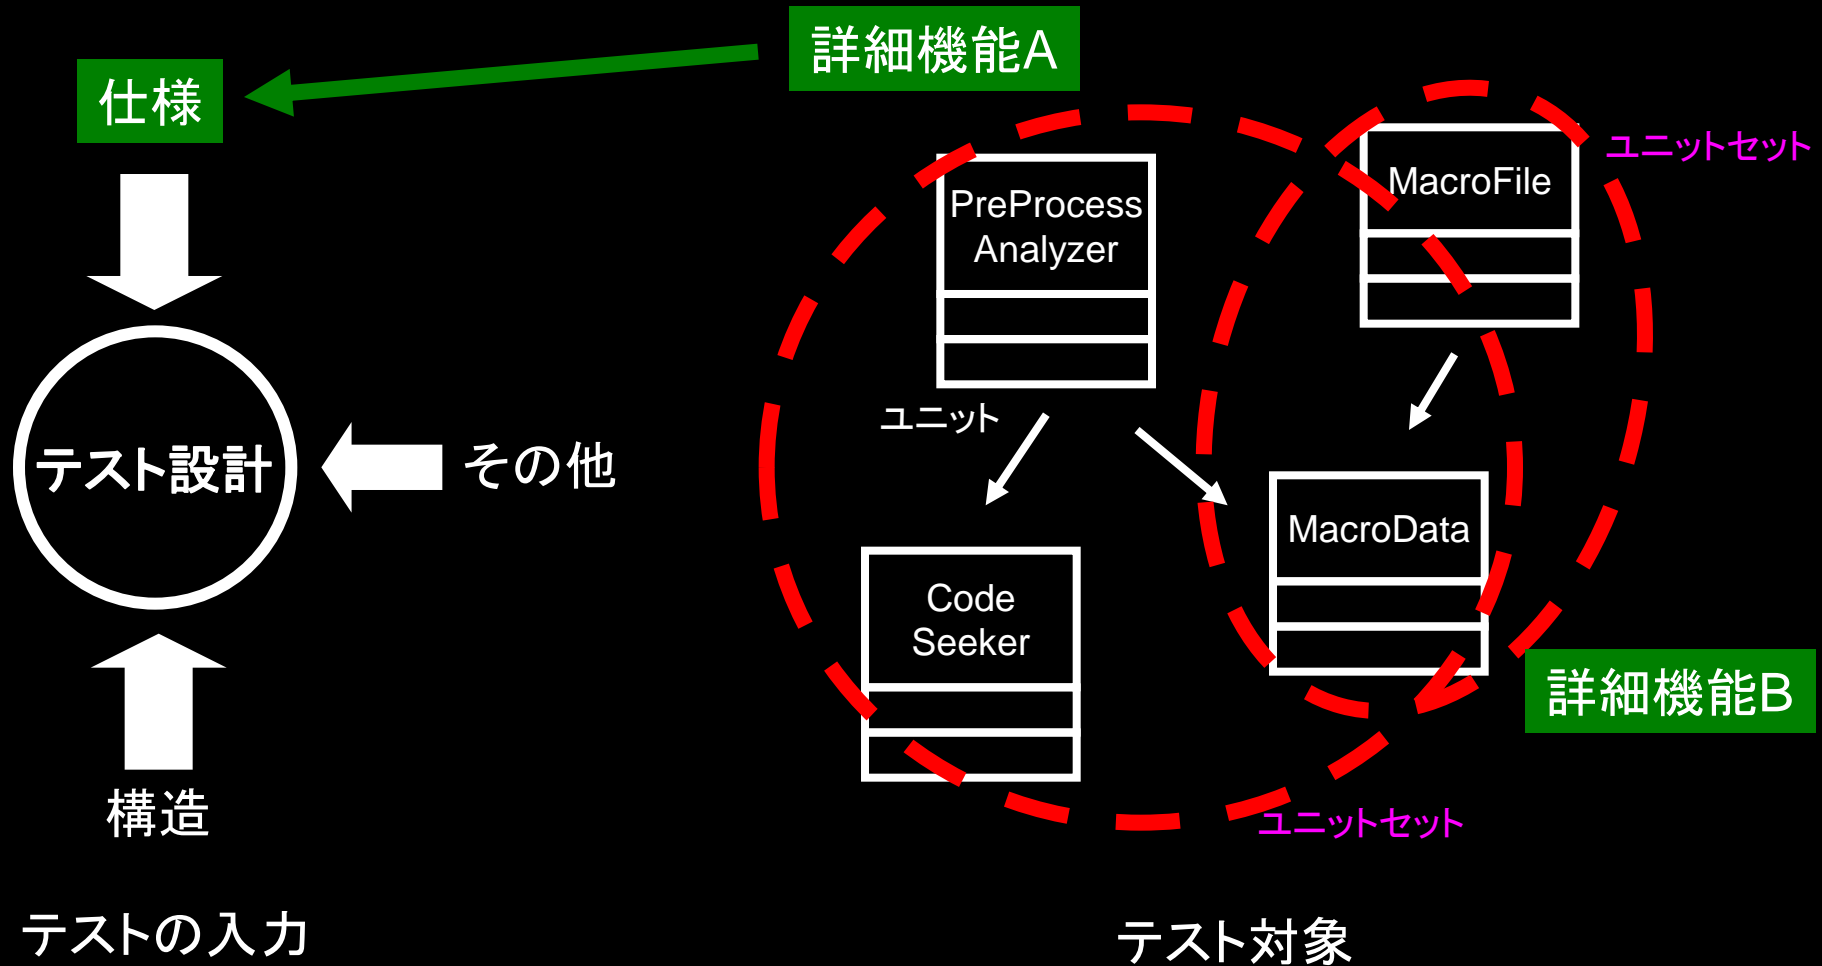 詳細機能A
仕様
ユニットセット
MacroFile
PreProcess
Analyzer
ユニット
テスト設計
その他
MacroData
Code
Seeker
詳細機能B
構造
ユニットセット
テストの入力
テスト対象